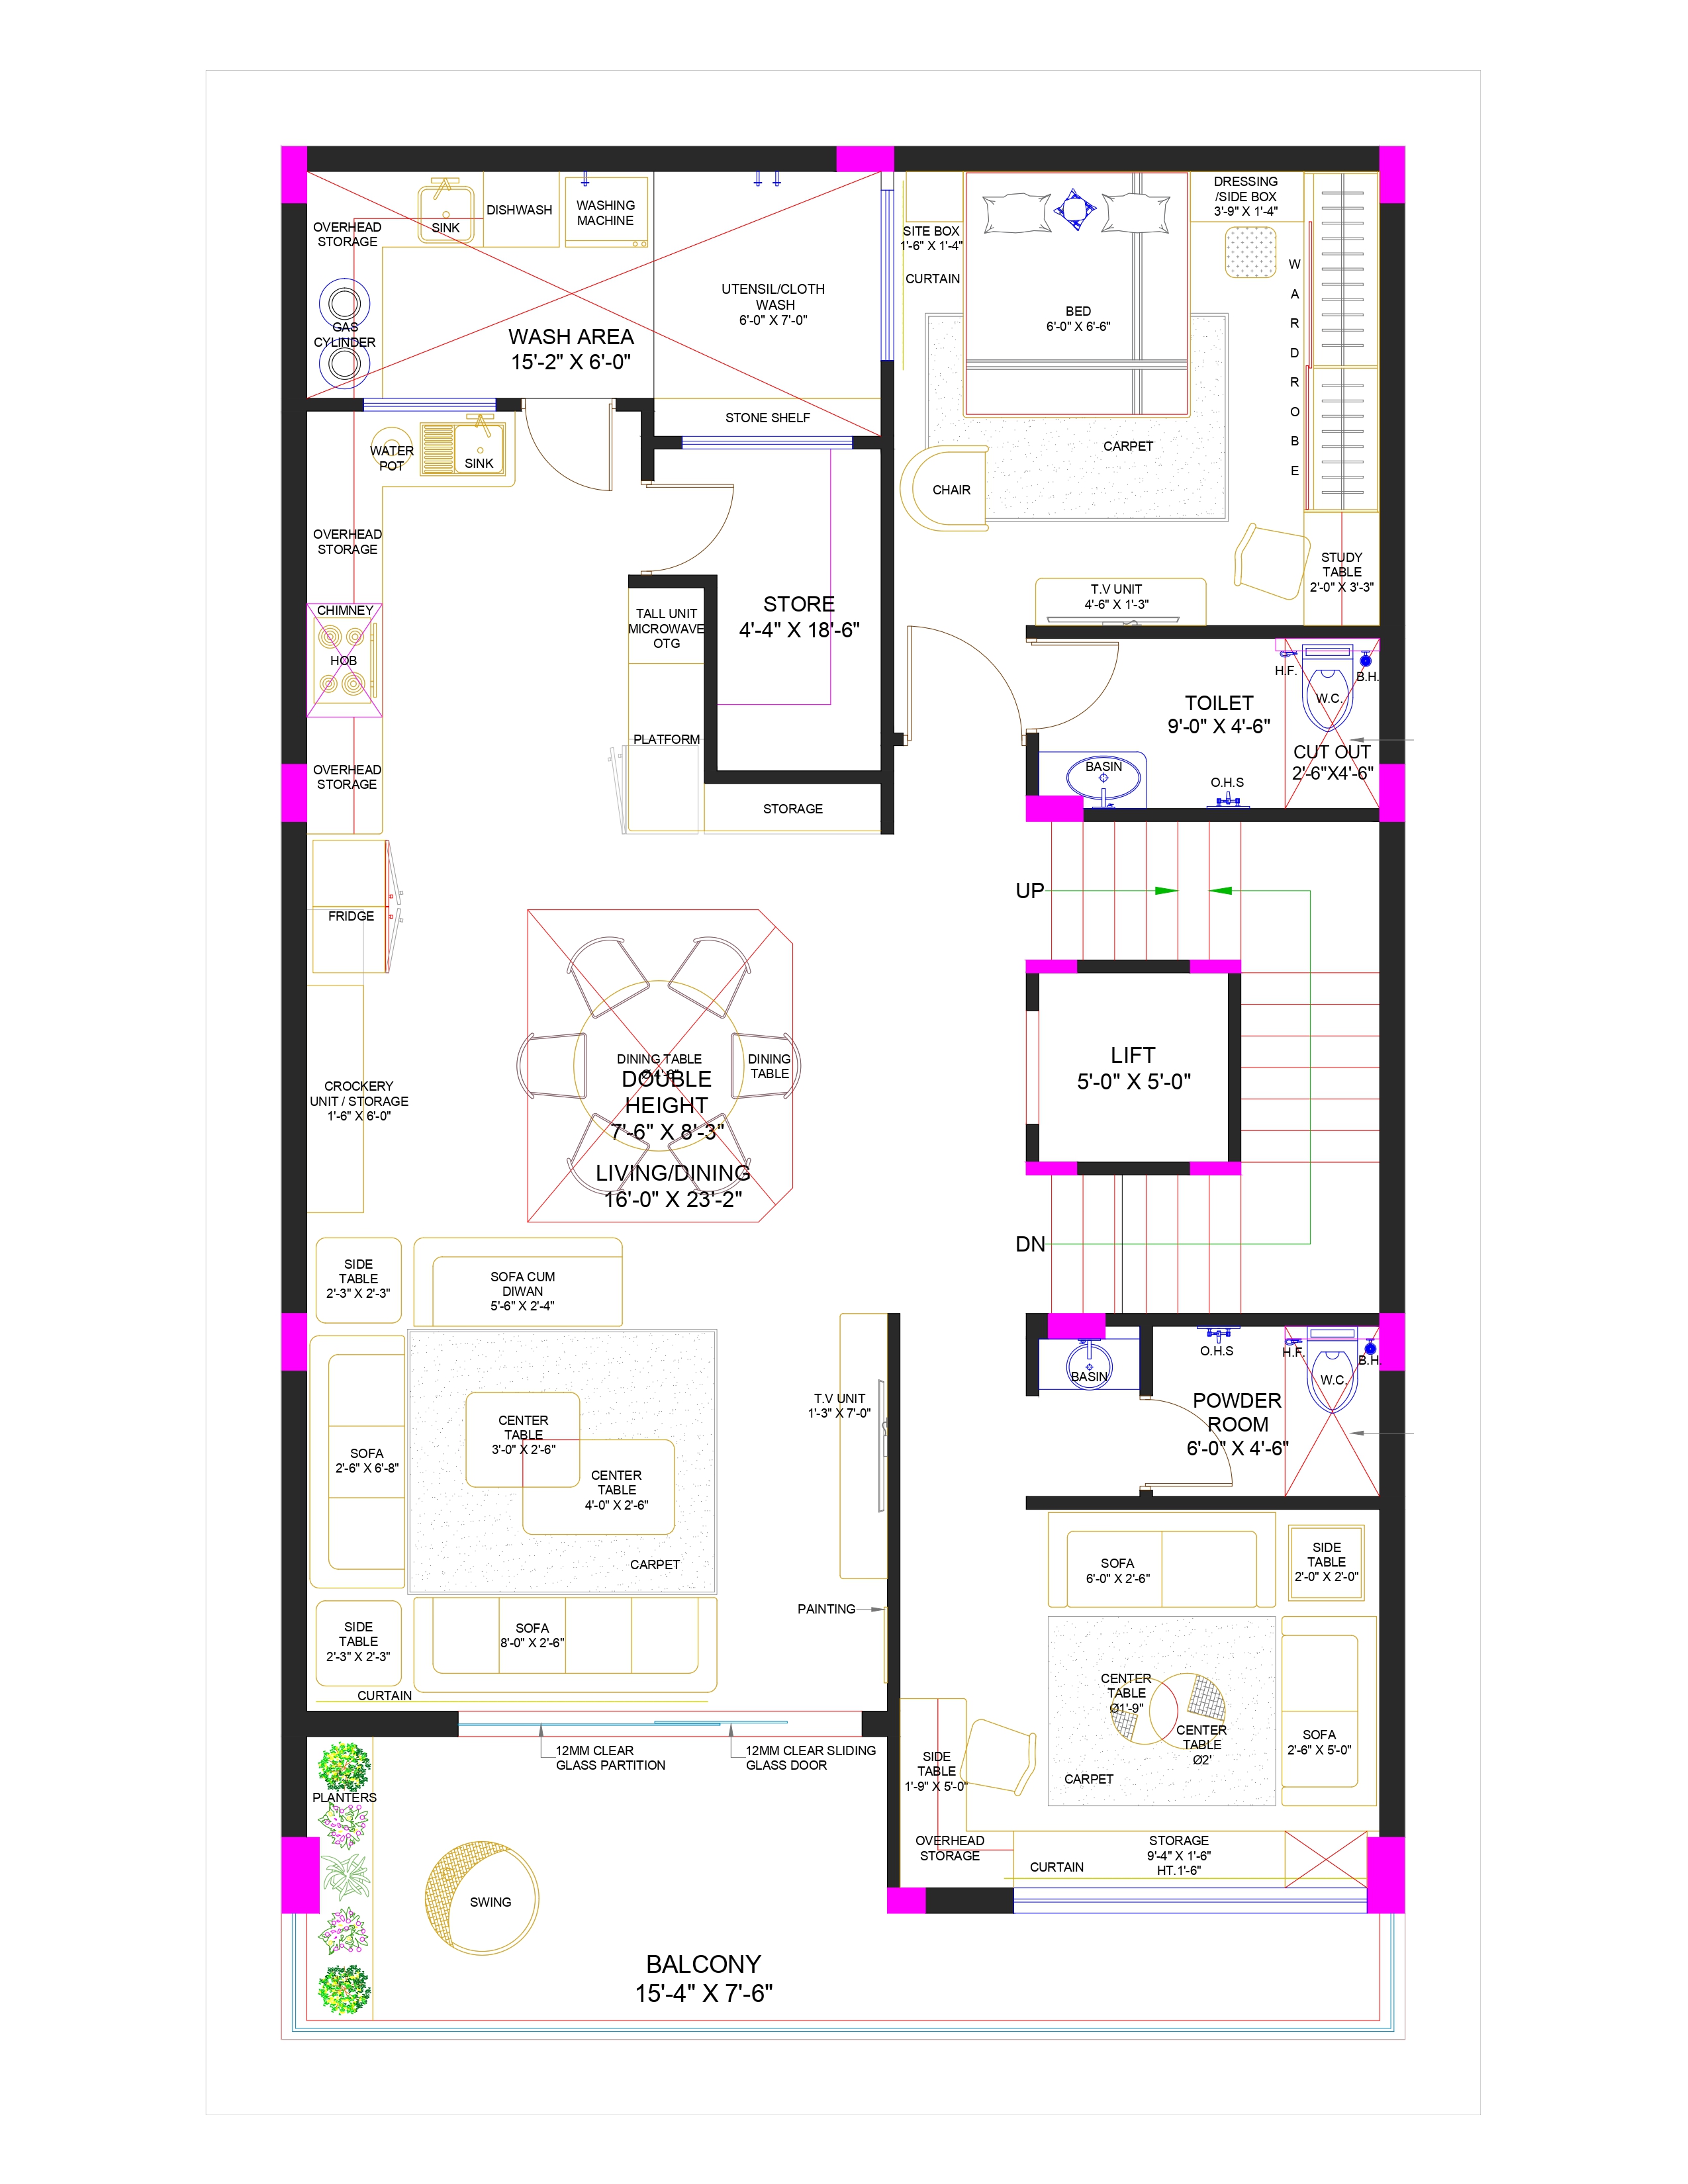 OVERHEAD
STORAGE
SINK
DISHWASH
WASHING
MACHINE
GAS
CYLINDER
WASH AREA
15'-2" X 6'-0"
UTENSIL/CLOTH
WASH
6'-0" X 7'-0"
STONE SHELF
SITE BOX
1'-6" X 1'-4"
CURTAIN
BED
6'-0" X 6'-6"
DRESSING
/SIDE BOX
3'-9" X 1'-4"
W
A
R
D
R
O
B
E
CARPET
CHAIR
T.V UNIT
4'-6" X 1'-3"
STUDY
TABLE
2'-0" X 3'-3"
WATER
POT
SINK
OVERHEAD
STORAGE
CHIMNEY
HOB
OVERHEAD
STORAGE
TALL UNIT
MICROWAVE
OTG
PLATFORM
STORE
4'-4" X 18'-6"
STORAGE
TOILET
9'-0" X 4'-6"
H.F.
W.C.
B.H.
CUT OUT
2'-6"X4'-6"
BASIN
O.H.S
FRIDGE
UP
CROCKERY
UNIT / STORAGE
1'-6" X 6'-0"
DINING TABLE
Ø4'-6"
DINING
TABLE
DOUBLE
HEIGHT
7'-6" X 8'-3"
LIVING/DINING
16'-0" X 23'-2"
LIFT
5'-0" X 5'-0"
DN
SIDE
TABLE
2'-3" X 2'-3"
SOFA CUM
DIWAN
5'-6" X 2'-4"
SOFA
2'-6" X 6'-8"
CENTER
TABLE
3'-0" X 2'-6"
CENTER
TABLE
4'-0" X 2'-6"
CARPET
T.V UNIT
1'-3" X 7'-0"
PAINTING
SIDE
TABLE
2'-3" X 2'-3"
SOFA
8'-0" X 2'-6"
CURTAIN
BASIN
O.H.S
H.F.
W.C.
B.H.
POWDER
ROOM
6'-0" X 4'-6"
SOFA
6'-0" X 2'-6"
SIDE
TABLE
2'-0" X 2'-0"
CENTER
TABLE
Ø1'-9"
CENTER
TABLE
Ø2'
CARPET
SOFA
2'-6" X 5'-0"
SIDE
TABLE
1'-9" X 5'-0"
OVERHEAD
STORAGE
CURTAIN
STORAGE
9'-4" X 1'-6"
HT.1'-6"
12MM CLEAR
GLASS PARTITION
12MM CLEAR SLIDING
GLASS DOOR
PLANTERS
SWING
BALCONY
15'-4" X 7'-6"